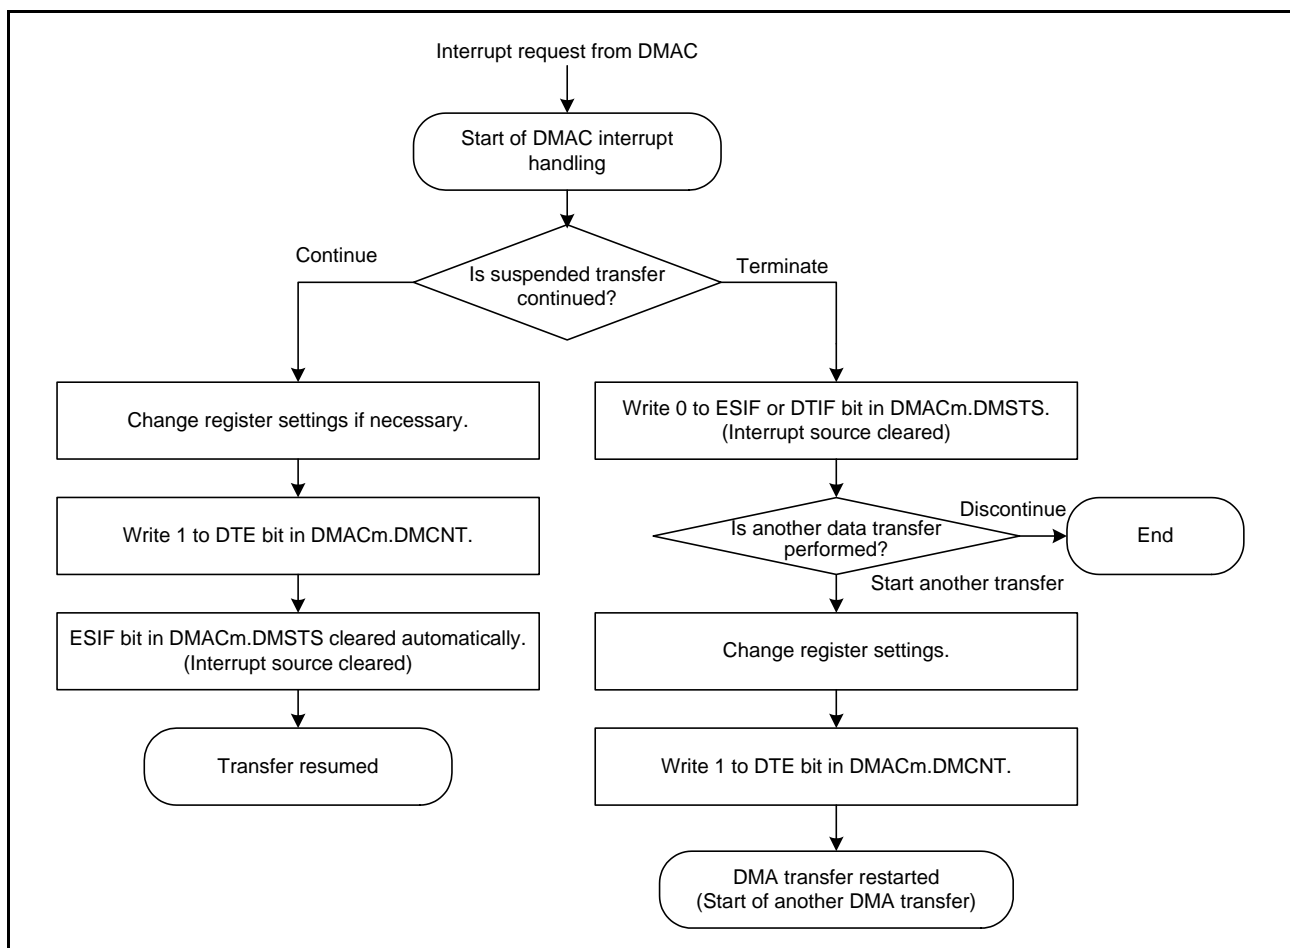 Interrupt request from DMAC
Start of DMAC interrupt
handling
Continue
Is suspended transfer
continued?
Terminate
Change register settings if necessary.
Write 1 to DTE bit in DMACm.DMCNT.
ESIF bit in DMACm.DMSTS cleared automatically.
(Interrupt source cleared)
Transfer resumed
Write 0 to ESIF or DTIF bit in DMACm.DMSTS.
(Interrupt source cleared)
Is another data transfer
performed?
Discontinue
End
Start another transfer
Change register settings.
Write 1 to DTE bit in DMACm.DMCNT.
DMA transfer restarted
(Start of another DMA transfer)